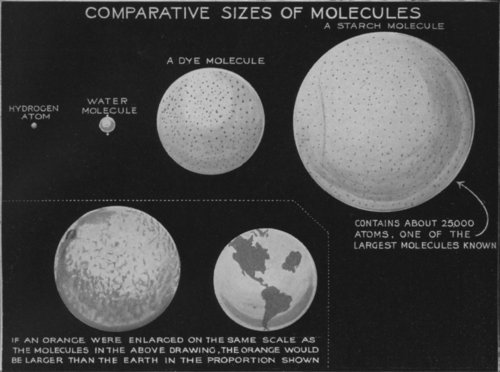 COMPARATIVE SIZES OF MOLECULES
A STARCH MOLECULE
A DYE MOLECULE
HYDROGEN
ATOM
WATER
MOLECULE
CONTAINS ABOUT 25,000
ATOMS, ONE OF THE
LARGEST MOLECULES KNOWN
IF AN ORANGE WERE ENLARGED ON THE SAME SCALE AS
THE MOLECULES IN THE ABOVE DRAWING, THE ORANGE WOULD
BE LARGER THAN THE EARTH IN THE PROPORTION SHOWN